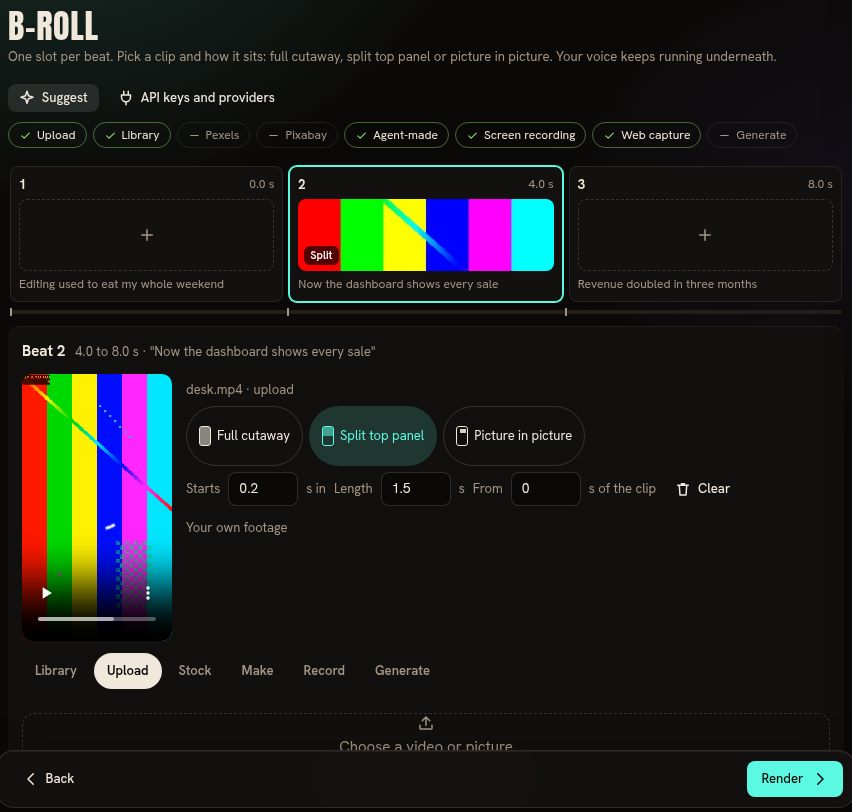 B-ROLL
One slot per beat. Pick a clip and how it sits: full cutaway, split top panel or picture in picture. Your voice keeps running underneath.
Suggest API keys and providers
Upload Library Pexels Pixabay Agent-made Screen recording Web capture Generate
1 0.0 s
Editing used to eat my whole weekend
2 4.0 s
Split
Now the dashboard shows every sale
3 8.0 s
Revenue doubled in three months
Beat 2 4.0 to 8.0 s · "Now the dashboard shows every sale"
desk.mp4 · upload
Full cutaway Split top panel Picture in picture
Starts 0.2 s in Length 1.5 s From 0 s of the clip Clear
Your own footage
Library Upload Stock Make Record Generate
Choose a video or picture
Back Render